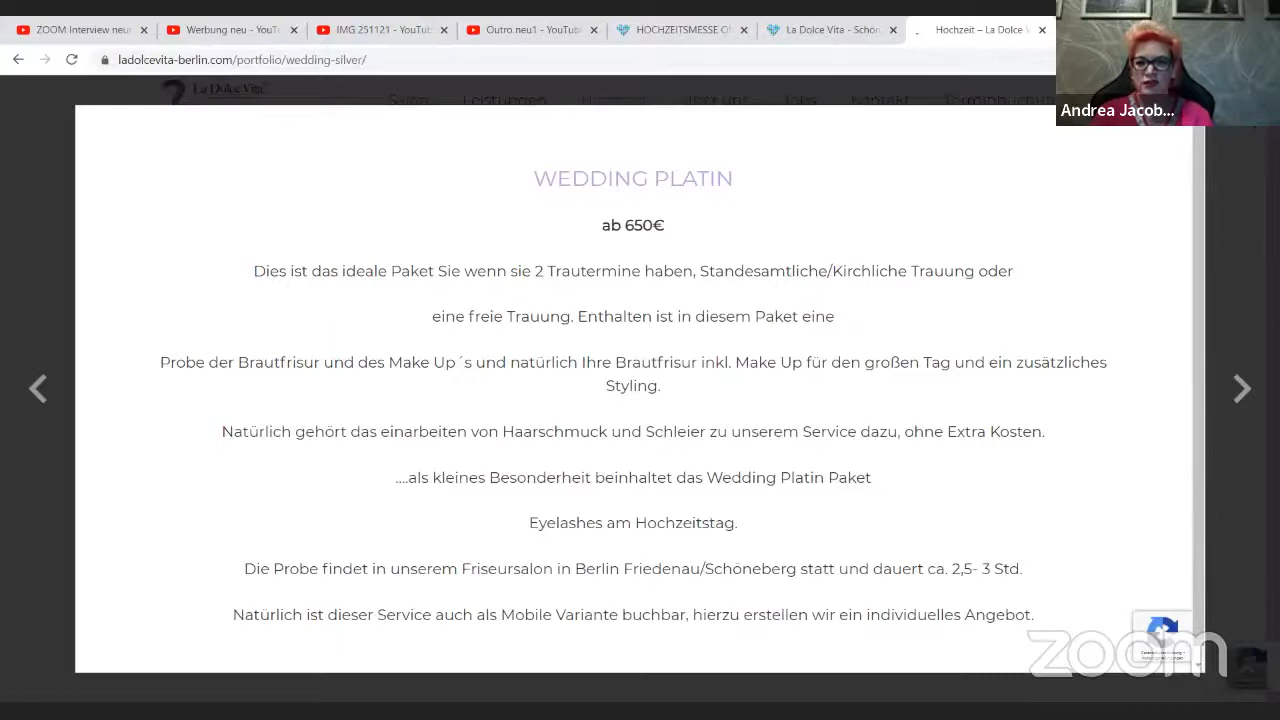 ZOOM Interview neu
Werbung neu - YouT
IMG 251121 - YouTu
Outro neu1 - YouTub
HOCHZEITSMESSE O
La Dolce Vita - Schön
Hochzeit – La Dolce V
ladolcevita-berlin.com/portfolio/wedding-silver/
Andrea Jacob...
La Dolce Vita
Leistungen
Kontakt
WEDDING PLATIN
ab 650€
Dies ist das ideale Paket Sie wenn sie 2 Trautermine haben, Standesamtliche/Kirchliche Trauung oder
eine freie Trauung. Enthalten ist in diesem Paket eine
Probe der Brautfrisur und des Make Up´s und natürlich Ihre Brautfrisur inkl. Make Up für den großen Tag und ein zusätzliches
Styling.
Natürlich gehört das einarbeiten von Haarschmuck und Schleier zu unserem Service dazu, ohne Extra Kosten.
....als kleines Besonderheit beinhaltet das Wedding Platin Paket
Eyelashes am Hochzeitstag.
Die Probe findet in unserem Friseursalon in Berlin Friedenau/Schöneberg statt und dauert ca. 2,5- 3 Std.
Natürlich ist dieser Service auch als Mobile Variante buchbar, hierzu erstellen wir ein individuelles Angebot.
zoom